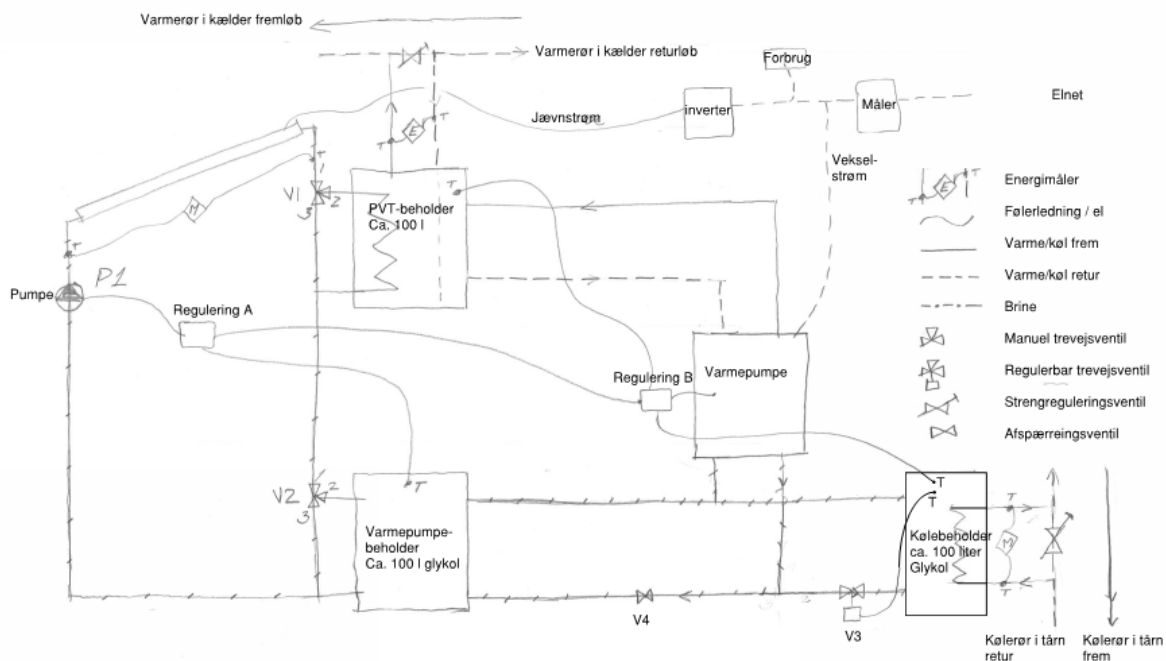 Varmerør i kælder fremløb
Varmerør i kælder returløb
Forbrug
Jævnstrøm
inverter
Måler
Elnet
Veksel-
strøm
E
T
T
T
M
T
V1
1
2
3
PVT-beholder
Ca. 100 l
T
P1
Pumpe
Regulering A
Regulering B
Varmepumpe
V2
1
2
3
T
Varmepumpe-
beholder
Ca. 100 l glykol
V4
V3
T
T
Kølebeholder
ca. 100 liter
Glykol
T
M
T
Kølerør i tårn
retur
Kølerør i tårn
frem
T
E
T
Energimåler
Følerledning / el
Varme/køl frem
Varme/køl retur
Brine
Manuel trevejsventil
Regulerbar trevejsventil
Strengreguleringsventil
Afspærreingsventil